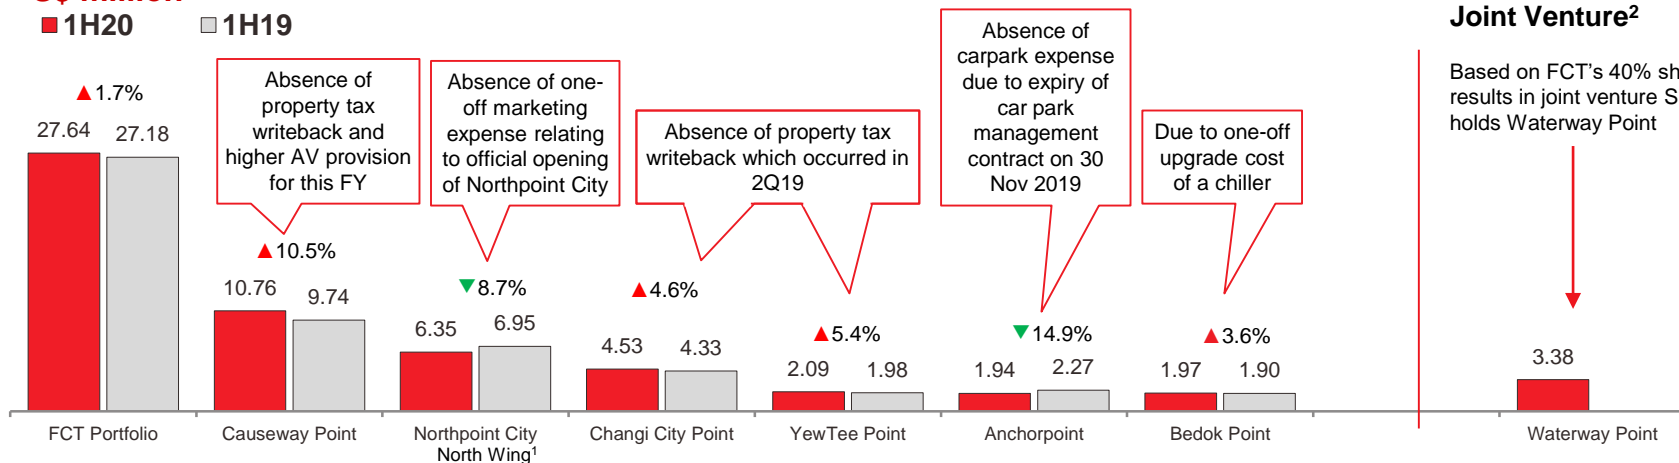 S$ million
1H20 1H19
Joint Venture²
Based on FCT's 40% sh
results in joint venture S
holds Waterway Point
Absence of
property tax
writeback and
higher AV provision
for this FY
Absence of one-
off marketing
expense relating
to official opening
of Northpoint City
Absence of property tax
writeback which occurred in
2Q19
Absence of
carpark expense
due to expiry of
car park
management
contract on 30
Nov 2019
Due to one-off
upgrade cost
of a chiller
▲1.7%
27.64 27.18
▲10.5%
10.76 9.74
▼8.7%
6.35 6.95
▲4.6%
4.53 4.33
▲5.4%
2.09 1.98
▼14.9%
1.94 2.27
▲3.6%
1.97 1.90
3.38
FCT Portfolio
Causeway Point
Northpoint City
North Wing¹
Changi City Point
YewTee Point
Anchorpoint
Bedok Point
Waterway Point